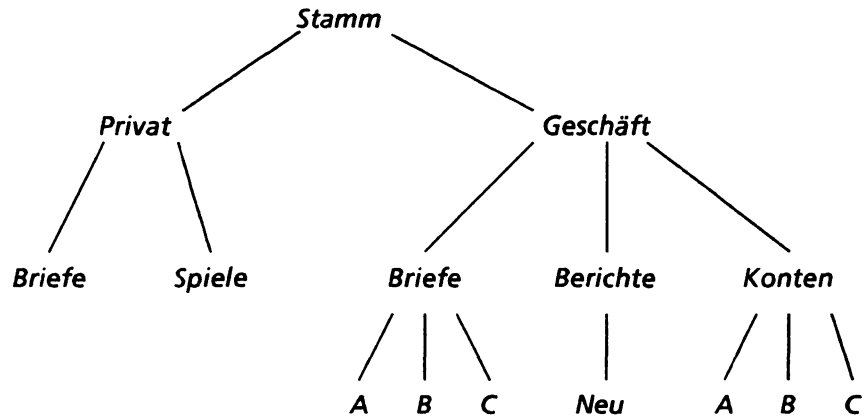 Stamm
Privat Geschäft
Briefe Spiele Briefe Berichte Konten
A B C Neu A B C